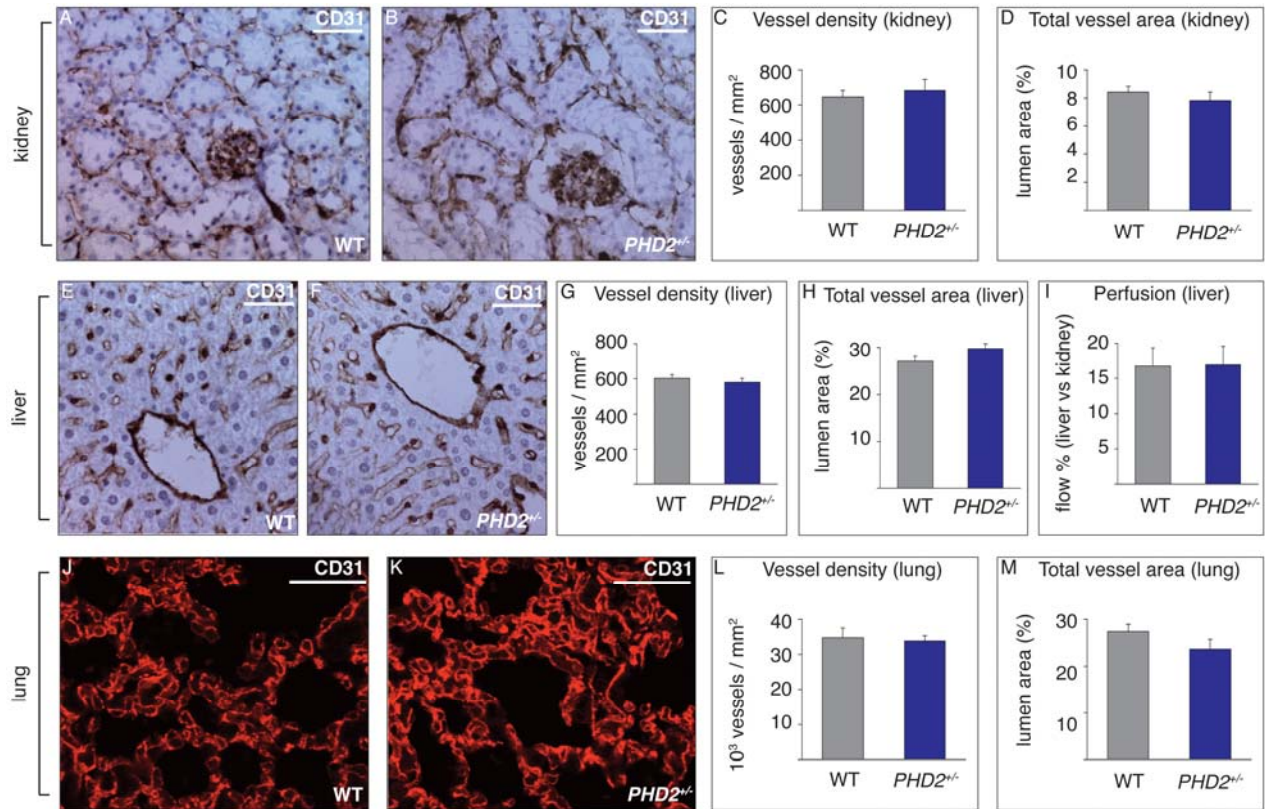 kidney
A
CD31
WT
B
CD31
PHD2+/-
C Vessel density (kidney)
vessels / mm²
800
600
400
200
WT PHD2+/-
D Total vessel area (kidney)
lumen area (%)
10
8
6
4
2
WT PHD2+/-
liver
E
CD31
WT
F
CD31
PHD2+/-
G Vessel density (liver)
vessels / mm²
800
600
400
200
WT PHD2+/-
H Total vessel area (liver)
lumen area (%)
30
20
10
WT PHD2+/-
I Perfusion (liver)
flow % (liver vs kidney)
20
15
10
5
WT PHD2+/-
lung
J
CD31
WT
K
CD31
PHD2+/-
L Vessel density (lung)
10³ vessels / mm²
40
30
20
10
WT PHD2+/-
M Total vessel area (lung)
lumen area (%)
30
20
10
WT PHD2+/-